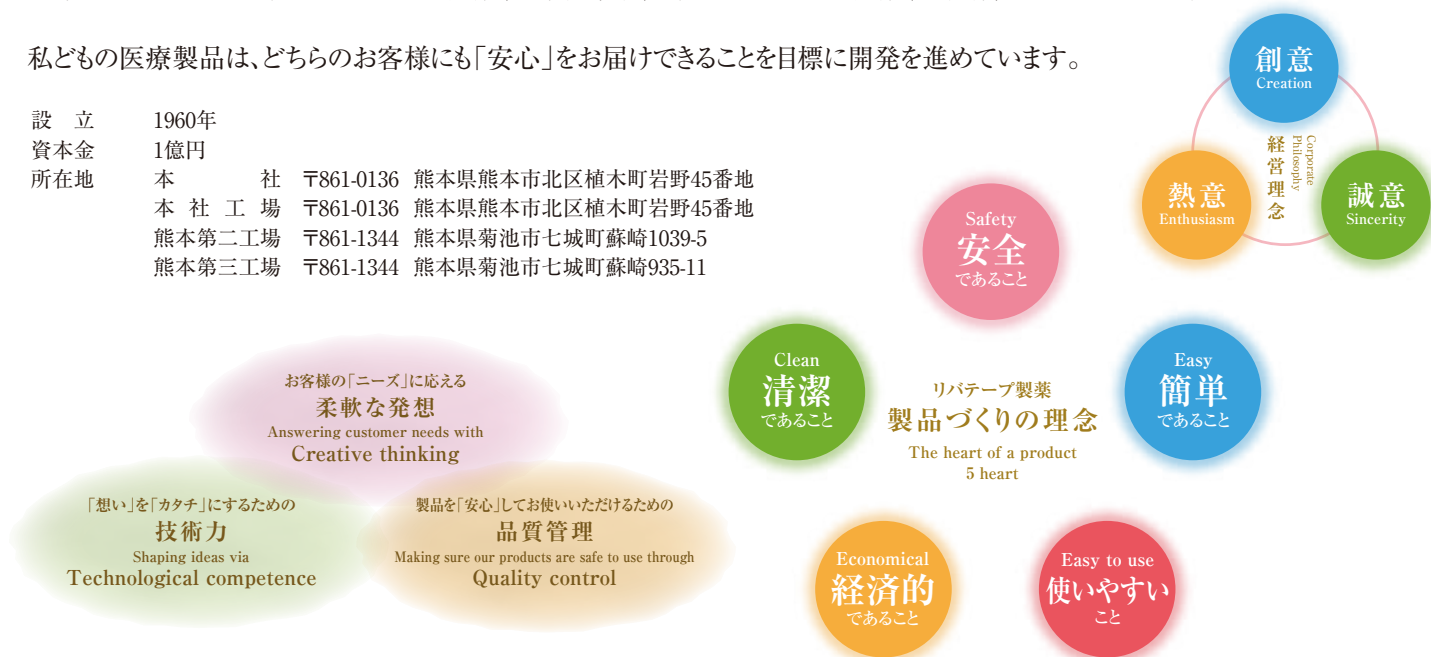 私どもの医療製品は、どちらのお客様にも「安心」をお届けできることを目標に開発を進めています。
設 立 1960年
資本金 1億円
所在地 本 社 〒861-0136 熊本県熊本市北区植木町岩野45番地
本 社 工 場 〒861-0136 熊本県熊本市北区植木町岩野45番地
熊本第二工場 〒861-1344 熊本県菊池市七城町蘇崎1039-5
熊本第三工場 〒861-1344 熊本県菊池市七城町蘇崎935-11
創意
Creation
経営理念
Corporate
Philosophy
熱意
Enthusiasm
誠意
Sincerity
お客様の「ニーズ」に応える
柔軟な発想
Answering customer needs with
Creative thinking
「想い」を「カタチ」にするための
技術力
Shaping ideas via
Technological competence
製品を「安心」してお使いいただけるための
品質管理
Making sure our products are safe to use through
Quality control
Safety
安全
であること
Clean
清潔
であること
リバテープ製薬
製品づくりの理念
The heart of a product
5 heart
Easy
簡単
であること
Economical
経済的
であること
Easy to use
使いやすい
こと